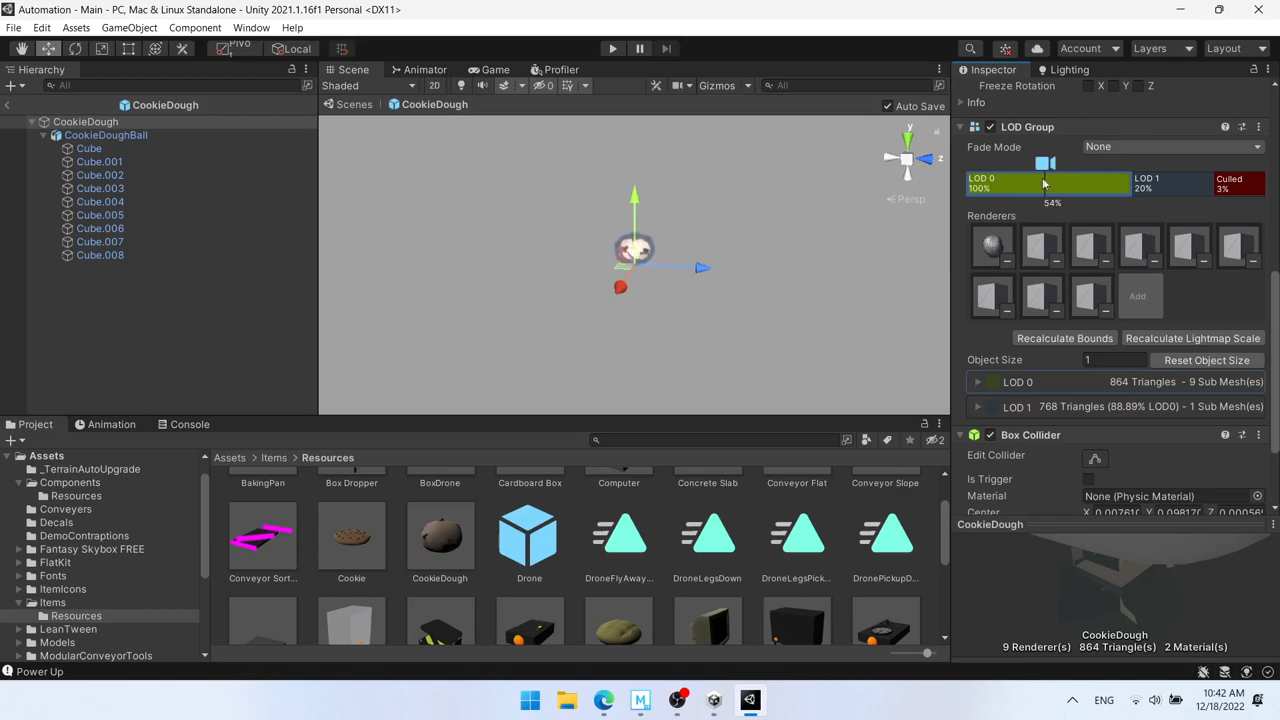 Automation - Main - PC, Mac & Linux Standalone - Unity 2021.1.16f1 Personal <DX11>
File Edit Assets GameObject Component Window Help
Local Account Layers Layout
Hierarchy Scene Animator Game Profiler Inspector Lighting
All Shaded 2D 0 Gizmos All
Freeze Rotation X Y Z
CookieDough Scenes CookieDough Auto Save
Info
CookieDough
CookieDoughBall
Cube
Cube.001
Cube.002
Cube.003
Cube.004
Cube.005
Cube.006
Cube.007
Cube.008
y
z
Persp
LOD Group
Fade Mode None
LOD 0 LOD 1 Culled
100% 20% 3%
54%
Renderers
Add
Recalculate Bounds Recalculate Lightmap Scale
Object Size 1 Reset Object Size
LOD 0 864 Triangles - 9 Sub Mesh(es)
LOD 1 768 Triangles (88.89% LOD0) - 1 Sub Mesh(es)
Box Collider
Edit Collider
Is Trigger
Material None (Physic Material)
Center X 0.007610 Y Z
CookieDough
CookieDough
9 Renderer(s) 864 Triangle(s) 2 Material(s)
Project Animation Console
2
Assets
_TerrainAutoUpgrade
Components
Resources
Conveyors
Decals
DemoContraptions
Fantasy Skybox FREE
FlatKit
Fonts
ItemIcons
Items
Resources
LeanTween
Models
ModularConveyorTools
Assets Items Resources
BakingPan Box Dropper BoxDrone Cardboard Box Computer Concrete Slab Conveyor Flat Conveyor Slope
Conveyor Sort... Cookie CookieDough Drone DroneFlyAway... DroneLegsDown DroneLegsPick... DronePickupD...
Power Up
ENG
10:42 AM
12/18/2022